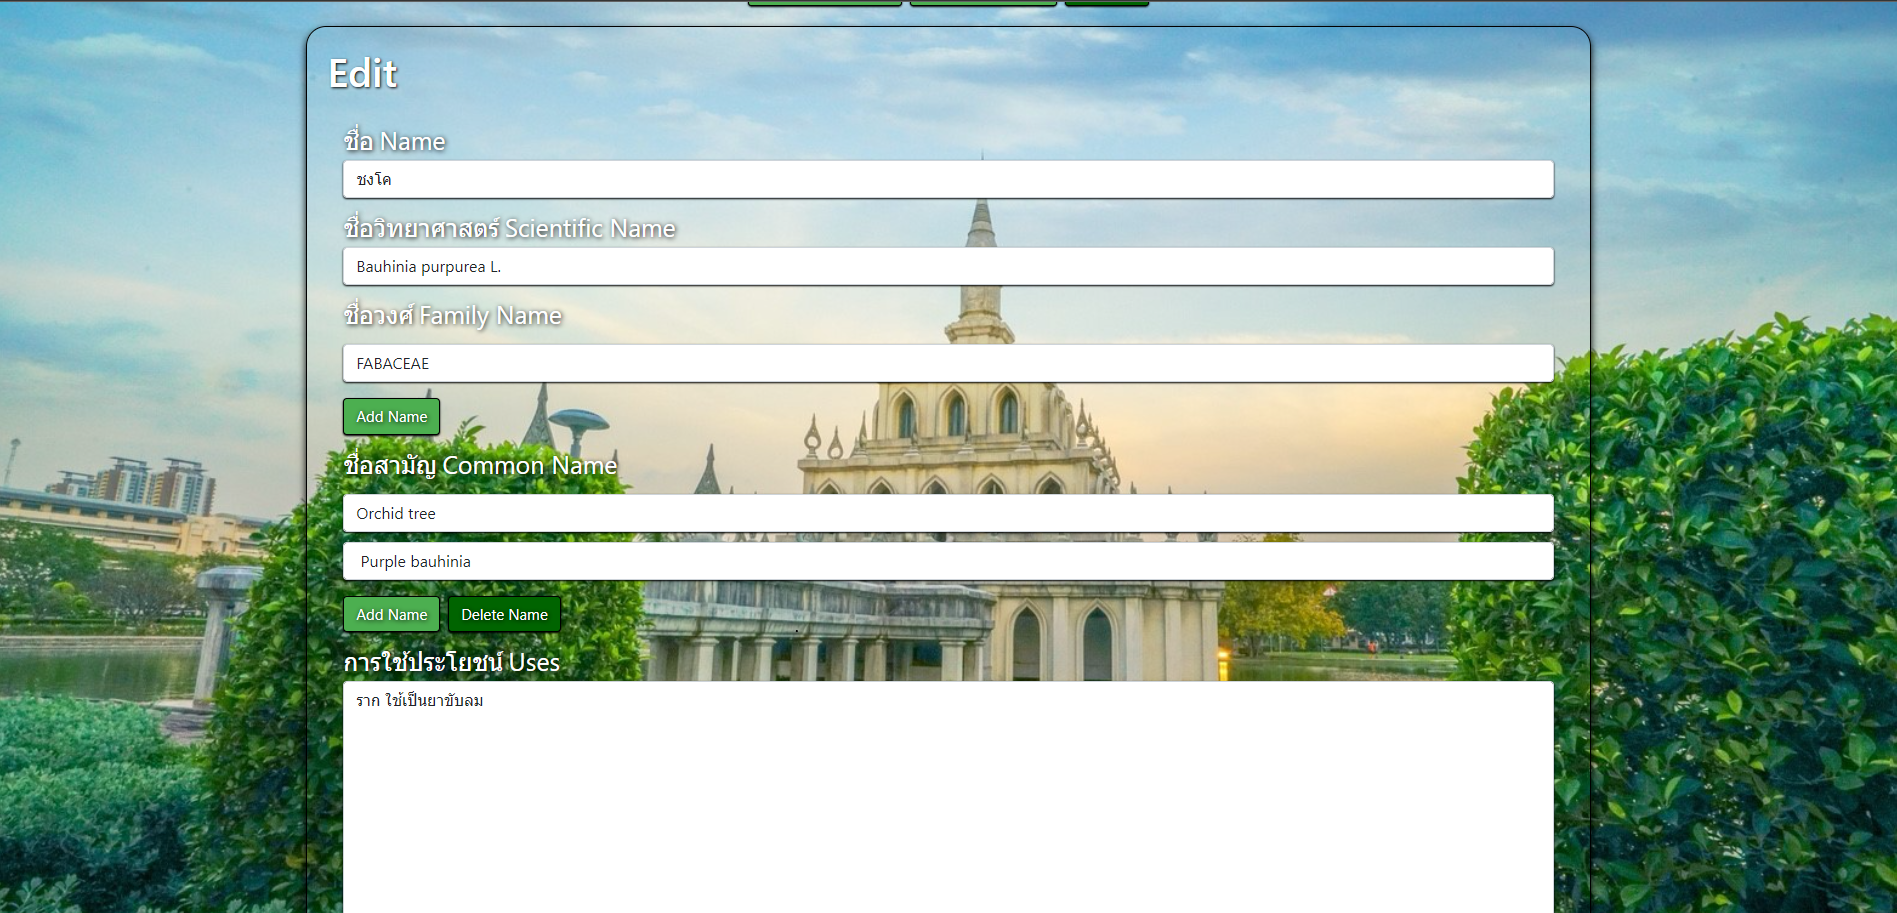 Edit
ชื่อ Name
ชงโค
ชื่อวิทยาศาสตร์ Scientific Name
Bauhinia purpurea L.
ชื่อวงศ์ Family Name
FABACEAE
Add Name
ชื่อสามัญ Common Name
Orchid tree
Purple bauhinia
Add Name Delete Name
การใช้ประโยชน์ Uses
ราก ใช้เป็นยาขับลม